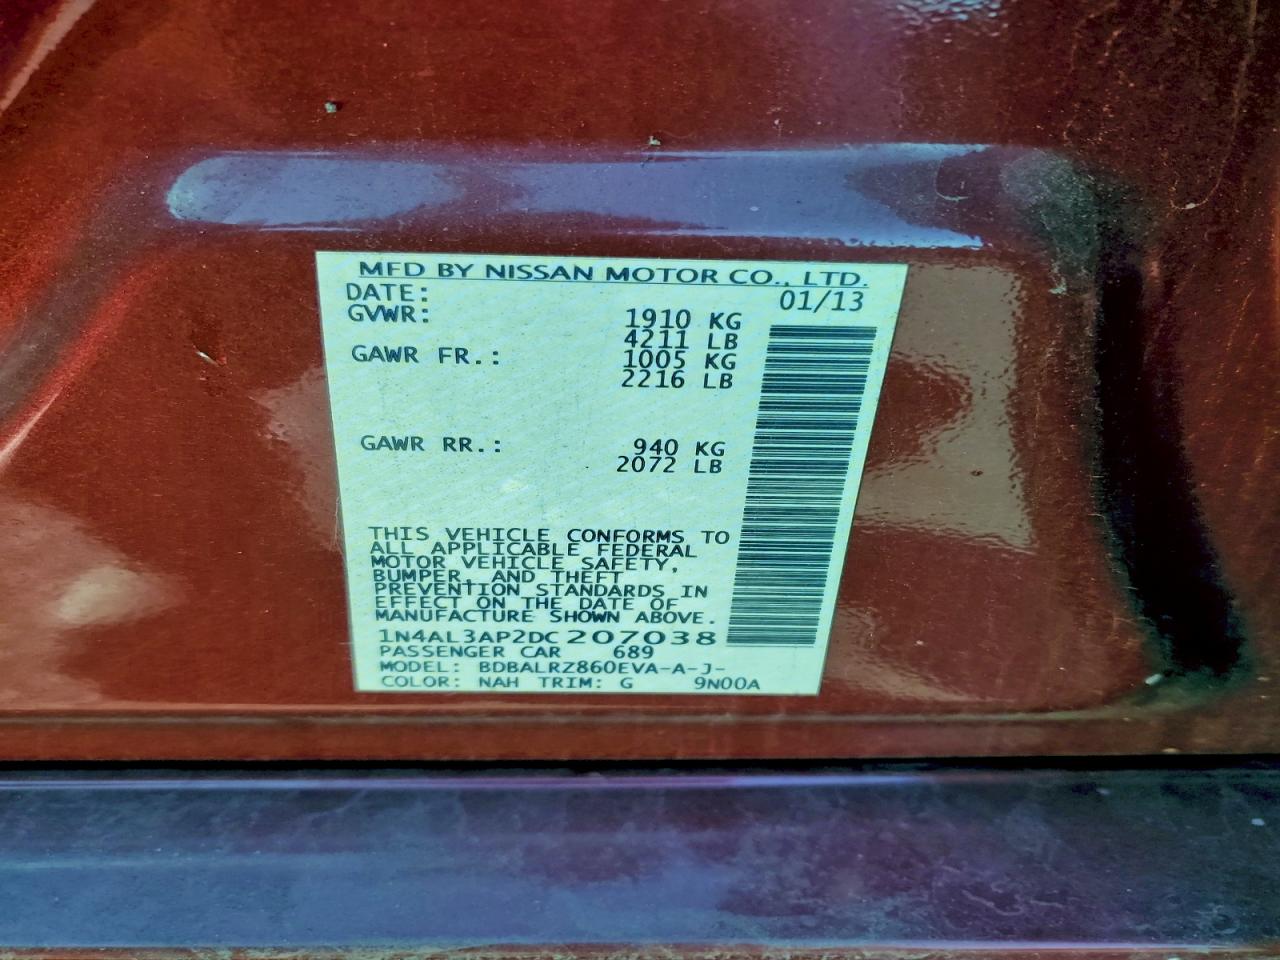 MFD BY NISSAN MOTOR CO., LTD.
DATE: 01/13
GVWR: 1910 KG
4211 LB
GAWR FR.: 1005 KG
2216 LB
GAWR RR.: 940 KG
2072 LB
THIS VEHICLE CONFORMS TO
ALL APPLICABLE FEDERAL
MOTOR VEHICLE SAFETY,
BUMPER, AND THEFT
PREVENTION STANDARDS IN
EFFECT ON THE DATE OF
MANUFACTURE SHOWN ABOVE.
1N4AL3AP2DC207038
PASSENGER CAR 689
MODEL: BDBALRZ860EVA-A-J-
COLOR: NAH TRIM: G 9N00A